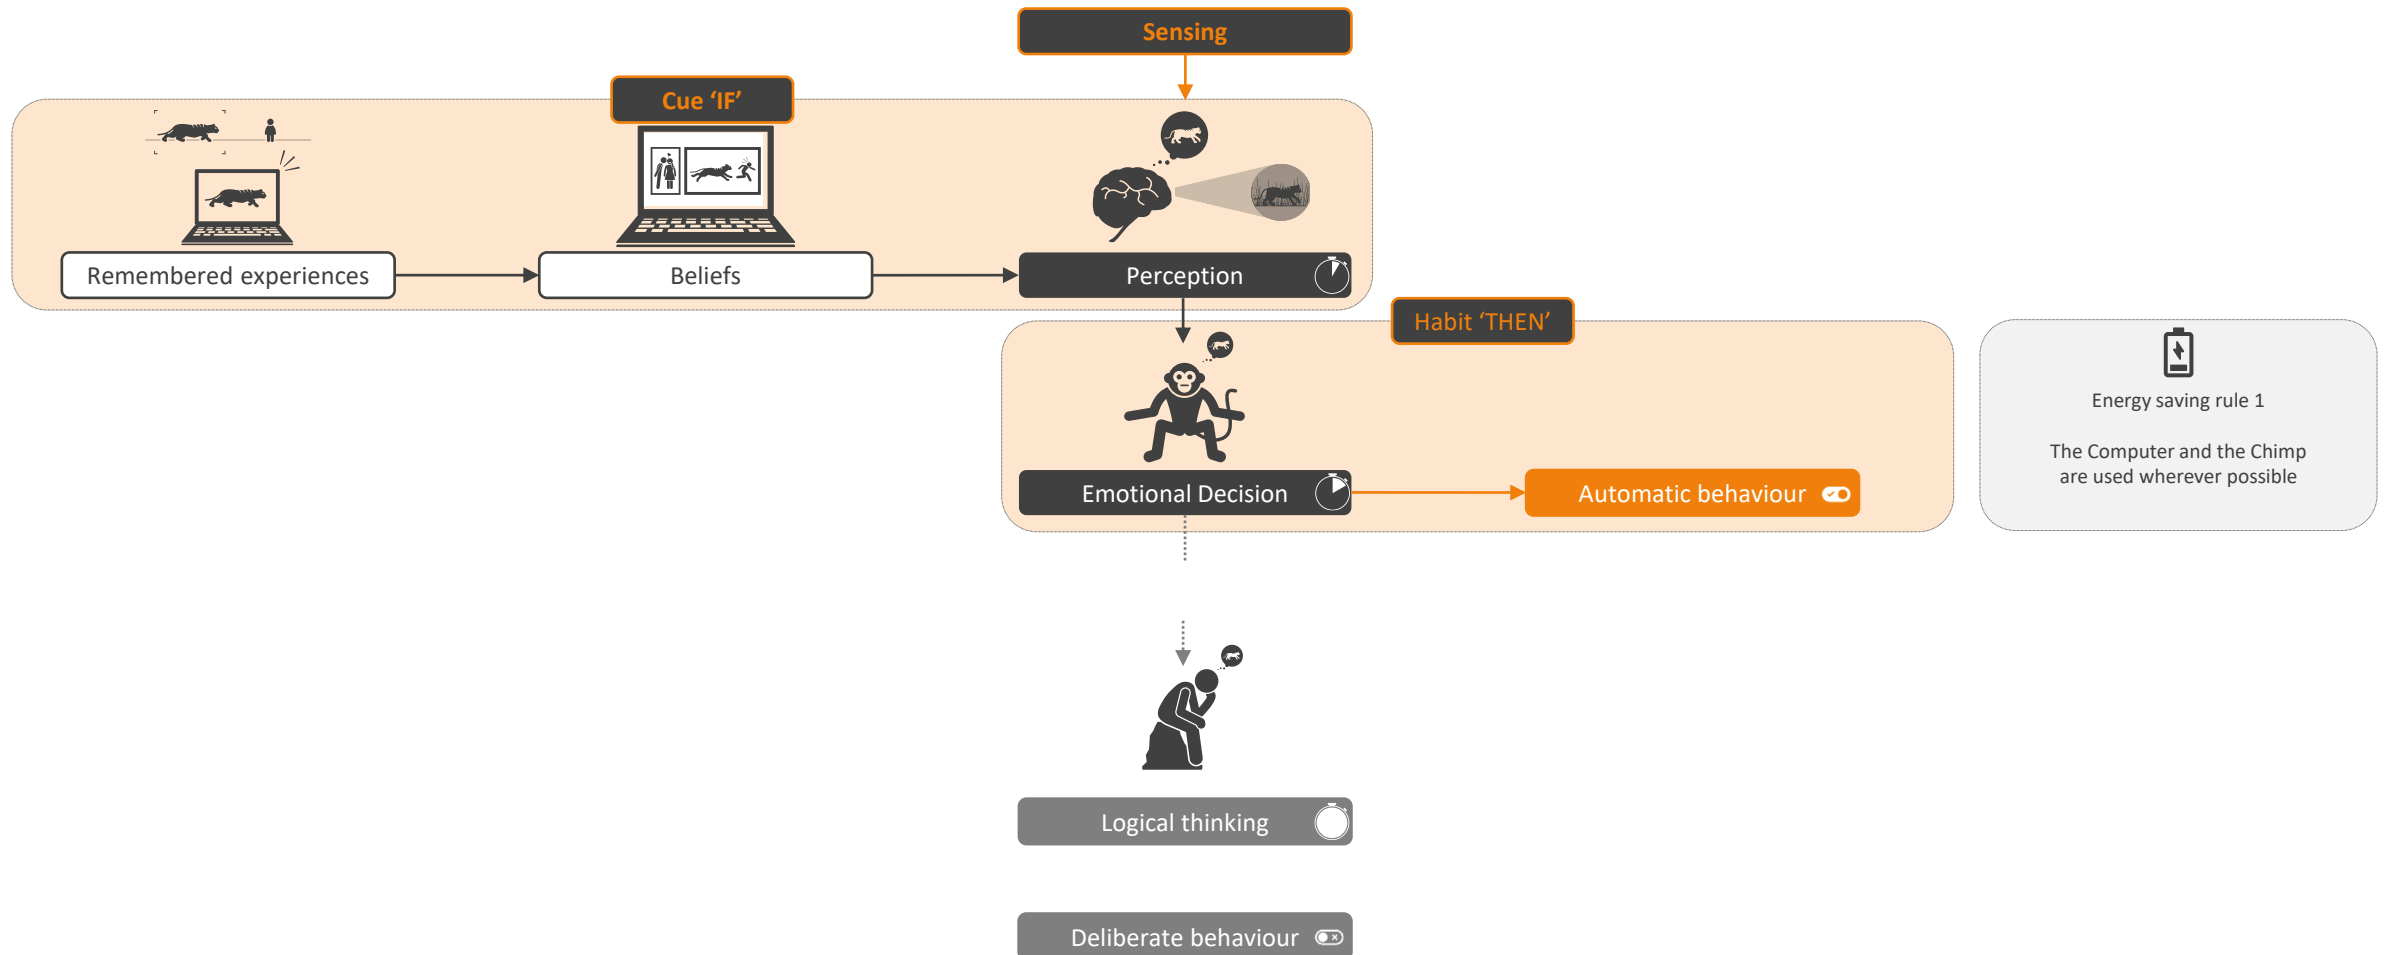 Sensing
Cue ‘IF’
Remembered experiences
Beliefs
Perception
Habit ‘THEN’
Energy saving rule 1
The Computer and the Chimp
are used wherever possible
Emotional Decision
Automatic behaviour
Logical thinking
Deliberate behaviour